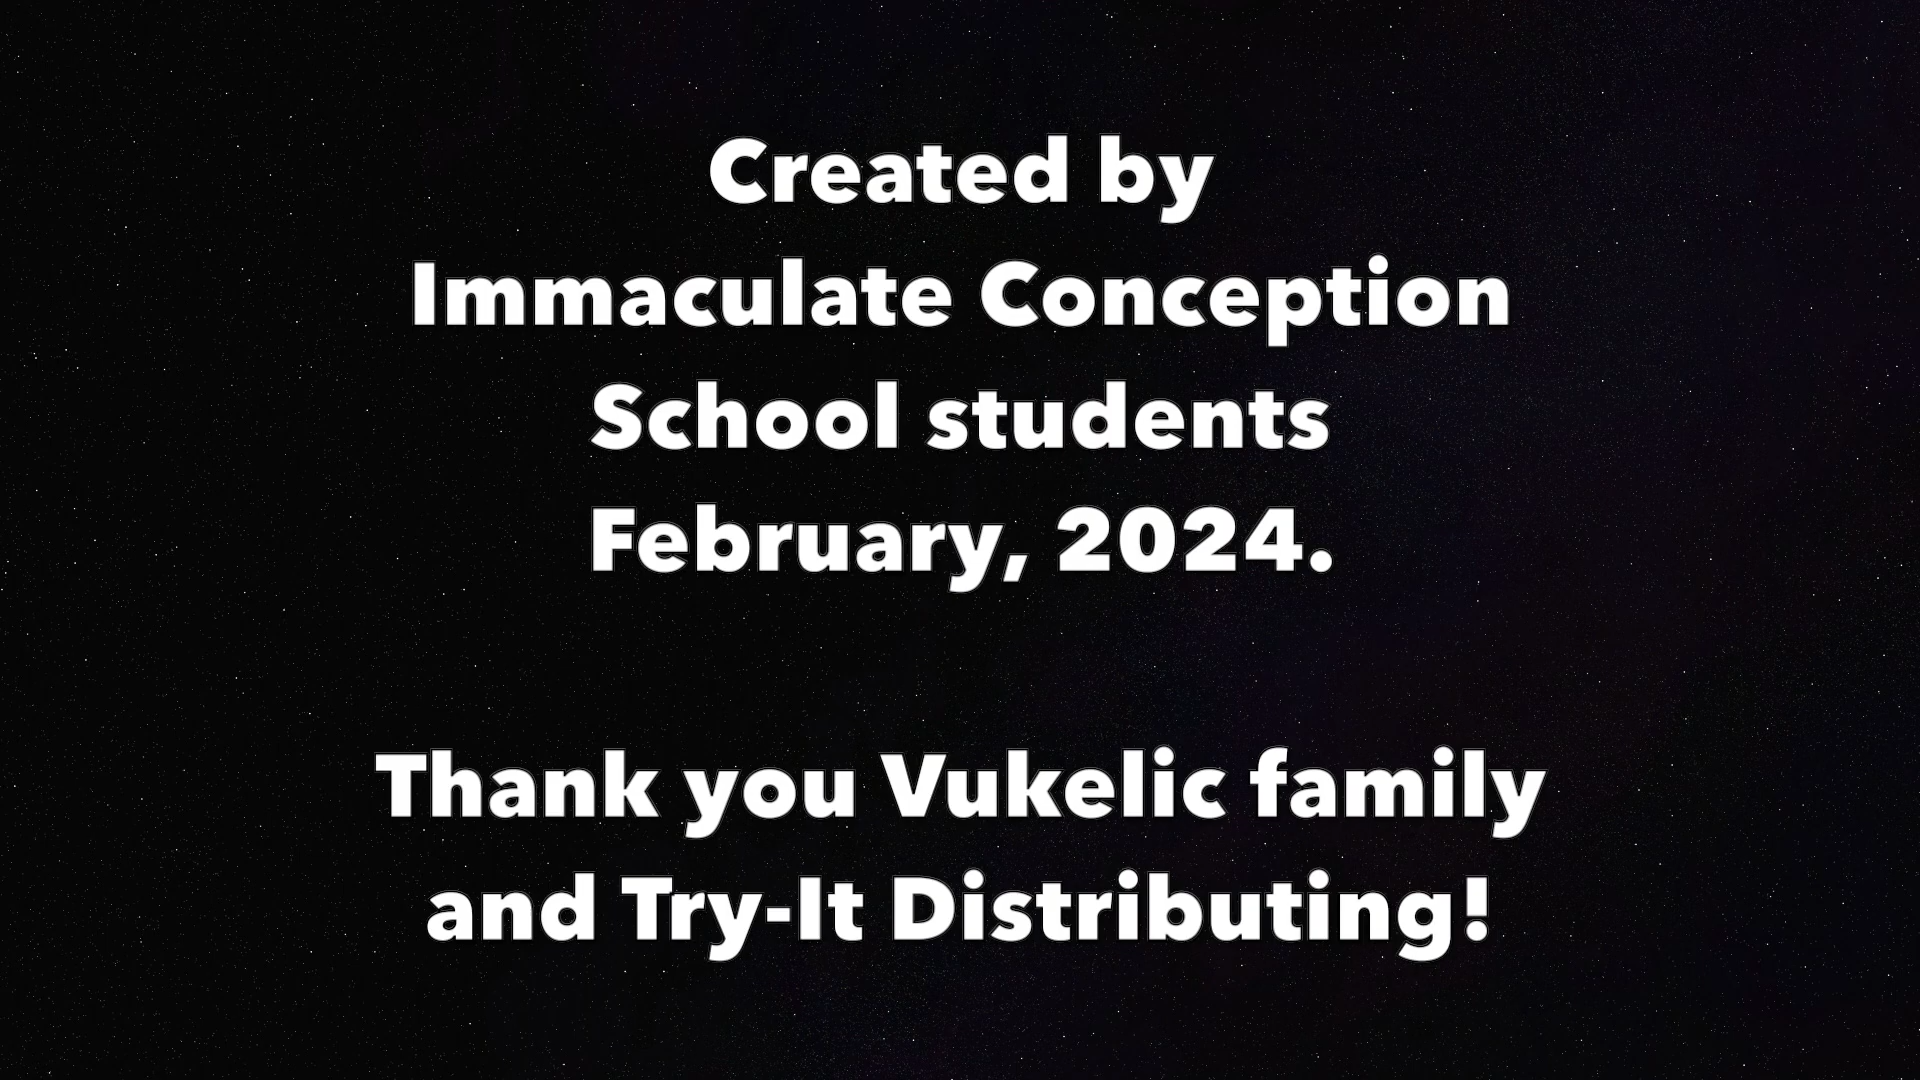 Created by
Immaculate Conception
School students
February, 2024.
Thank you Vukelic family
and Try-It Distributing!